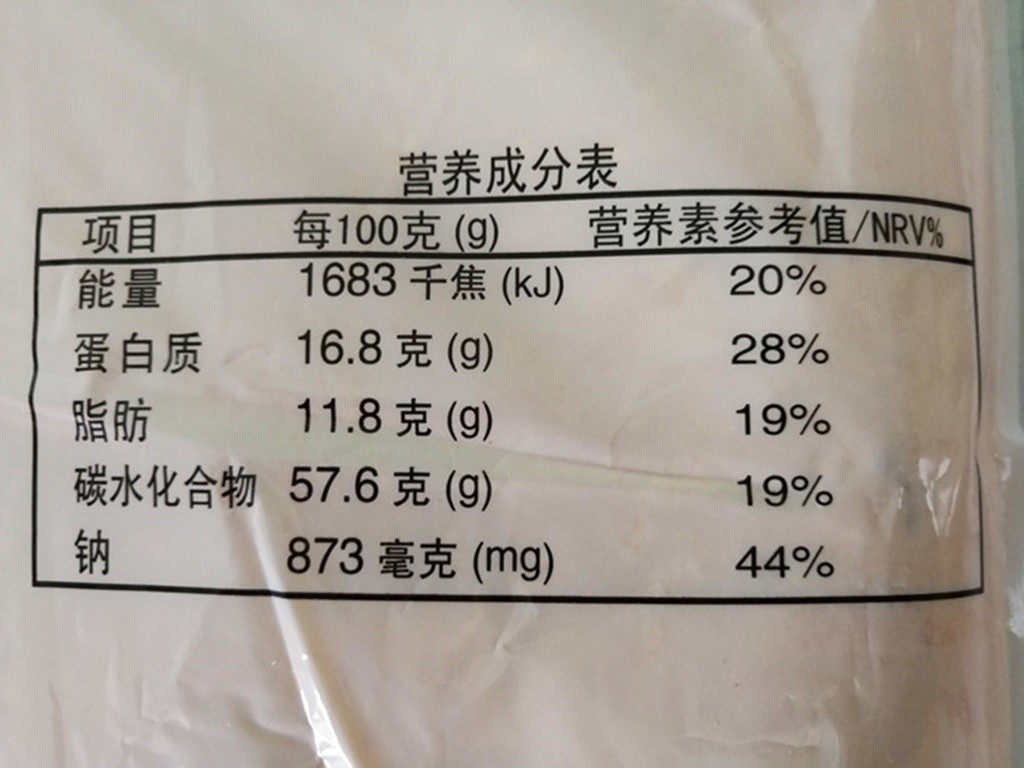 营养成分表
项目 每100克 (g) 营养素参考值/NRV%
能量 1683 千焦 (kJ) 20%
蛋白质 16.8 克 (g) 28%
脂肪 11.8 克 (g) 19%
碳水化合物 57.6 克 (g) 19%
钠 873 毫克 (mg) 44%